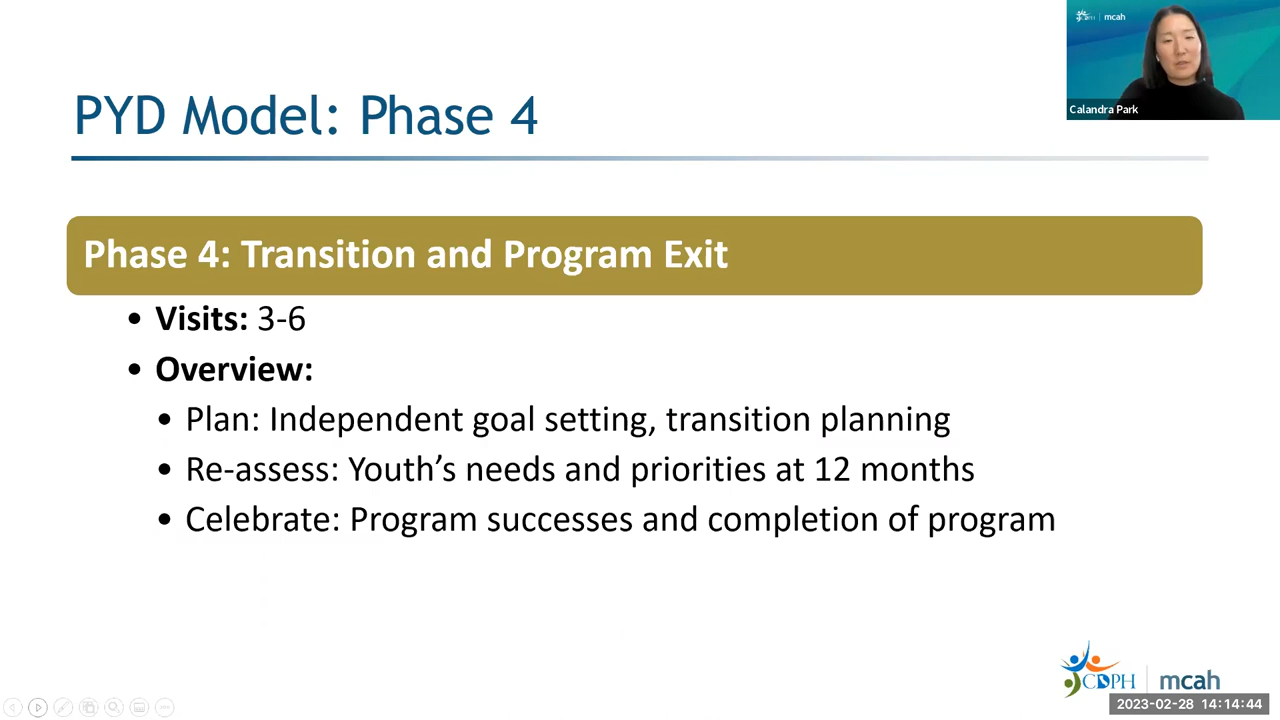 CDPH | mcah
Calandra Park
PYD Model: Phase 4
Phase 4: Transition and Program Exit
• Visits: 3-6
• Overview:
• Plan: Independent goal setting, transition planning
• Re-assess: Youth's needs and priorities at 12 months
• Celebrate: Program successes and completion of program
CDPH | mcah
2023-02-28 14:14:44